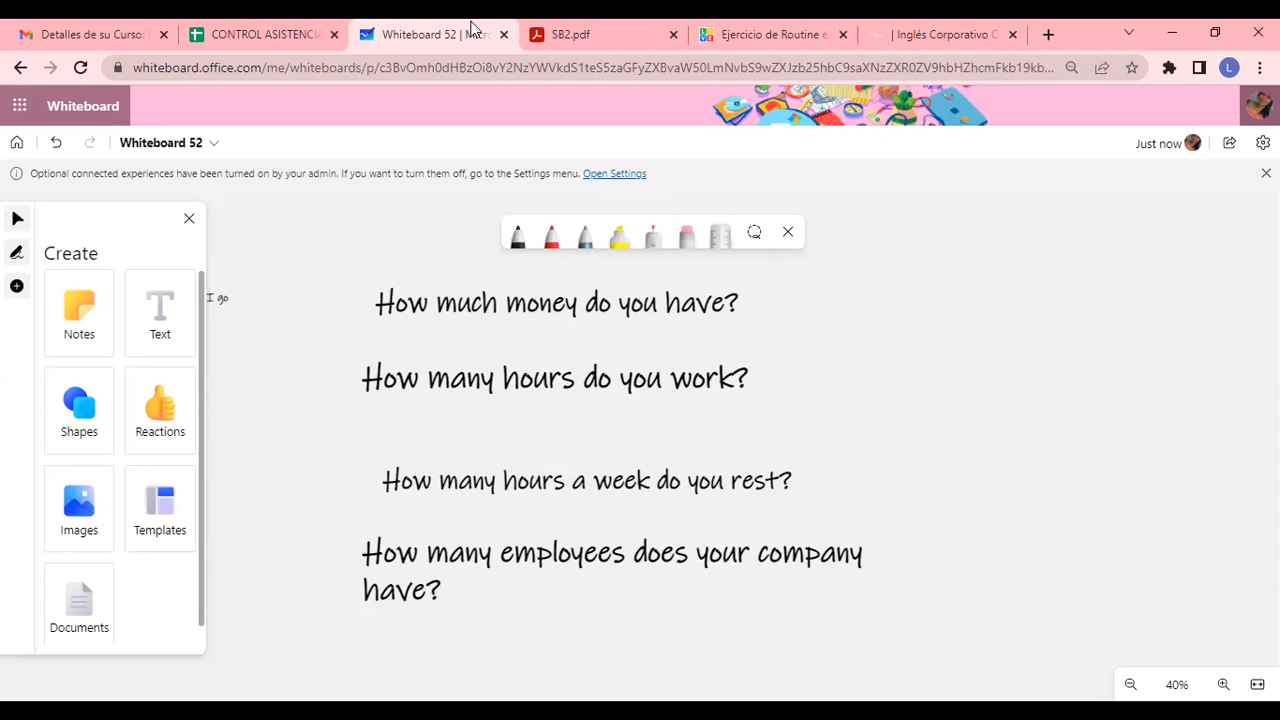 Detalles de su Curso:
CONTROL ASISTENCIA
Whiteboard 52 |
SB2.pdf
Ejercicio de Routine e
| Inglés Corporativo
whiteboard.office.com/me/whiteboards/p/
L
Whiteboard
Whiteboard 52
Just now
Optional connected experiences have been turned on by your admin. If you want to turn them off, go to the Settings menu. Open Settings
Create
Notes
Text
Shapes
Reactions
Images
Templates
Documents
I go
How much money do you have?
How many hours do you work?
How many hours a week do you rest?
How many employees does your company
have?
40%